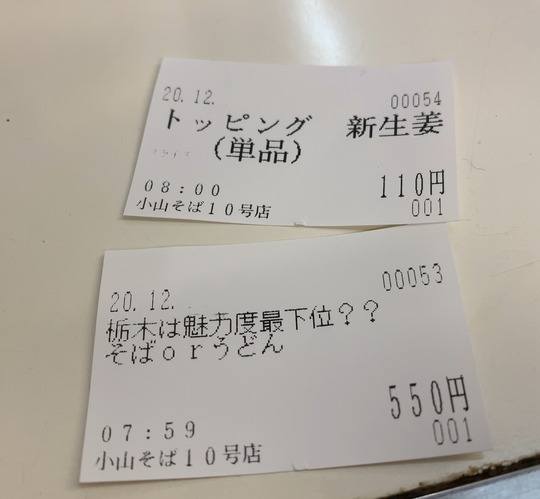 20.12.
00054
トッピング 新生姜
(単品)
08:00
110円
小山そば10号店
001
20.12.
00053
栃木は魅力度最下位？？
そばorうどん
07:59
550円
小山そば10号店
001